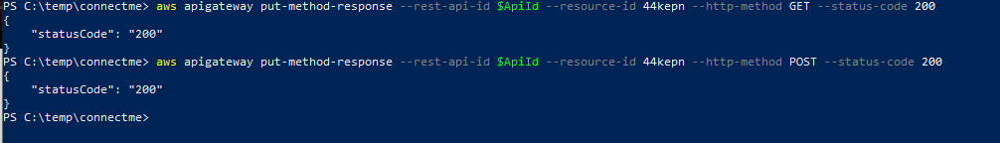 PS C:\temp\connectme> aws apigateway put-method-response --rest-api-id $ApiId --resource-id 44kepn --http-method GET --status-code 200
{
    "statusCode": "200"
}
PS C:\temp\connectme> aws apigateway put-method-response --rest-api-id $ApiId --resource-id 44kepn --http-method POST --status-code 200
{
    "statusCode": "200"
}
PS C:\temp\connectme>